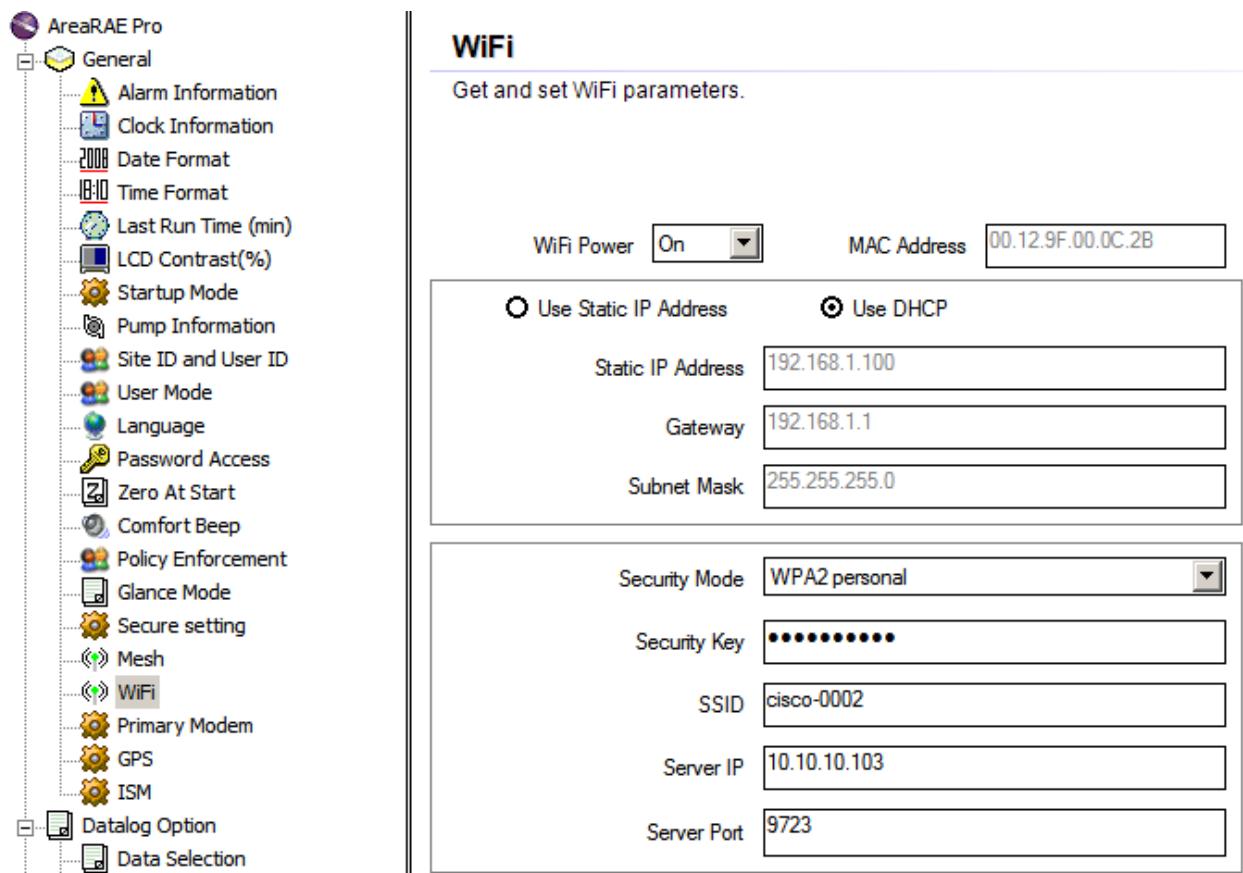 AreaRAE Pro
General
Alarm Information
Clock Information
Date Format
Time Format
Last Run Time (min)
LCD Contrast(%)
Startup Mode
Pump Information
Site ID and User ID
User Mode
Language
Password Access
Zero At Start
Comfort Beep
Policy Enforcement
Glance Mode
Secure setting
Mesh
WiFi
Primary Modem
GPS
ISM
Datalog Option
Data Selection
WiFi
Get and set WiFi parameters.
WiFi Power On MAC Address 00.12.9F.00.0C.2B
Use Static IP Address Use DHCP
Static IP Address 192.168.1.100
Gateway 192.168.1.1
Subnet Mask 255.255.255.0
Security Mode WPA2 personal
Security Key ••••••••••
SSID cisco-0002
Server IP 10.10.10.103
Server Port 9723